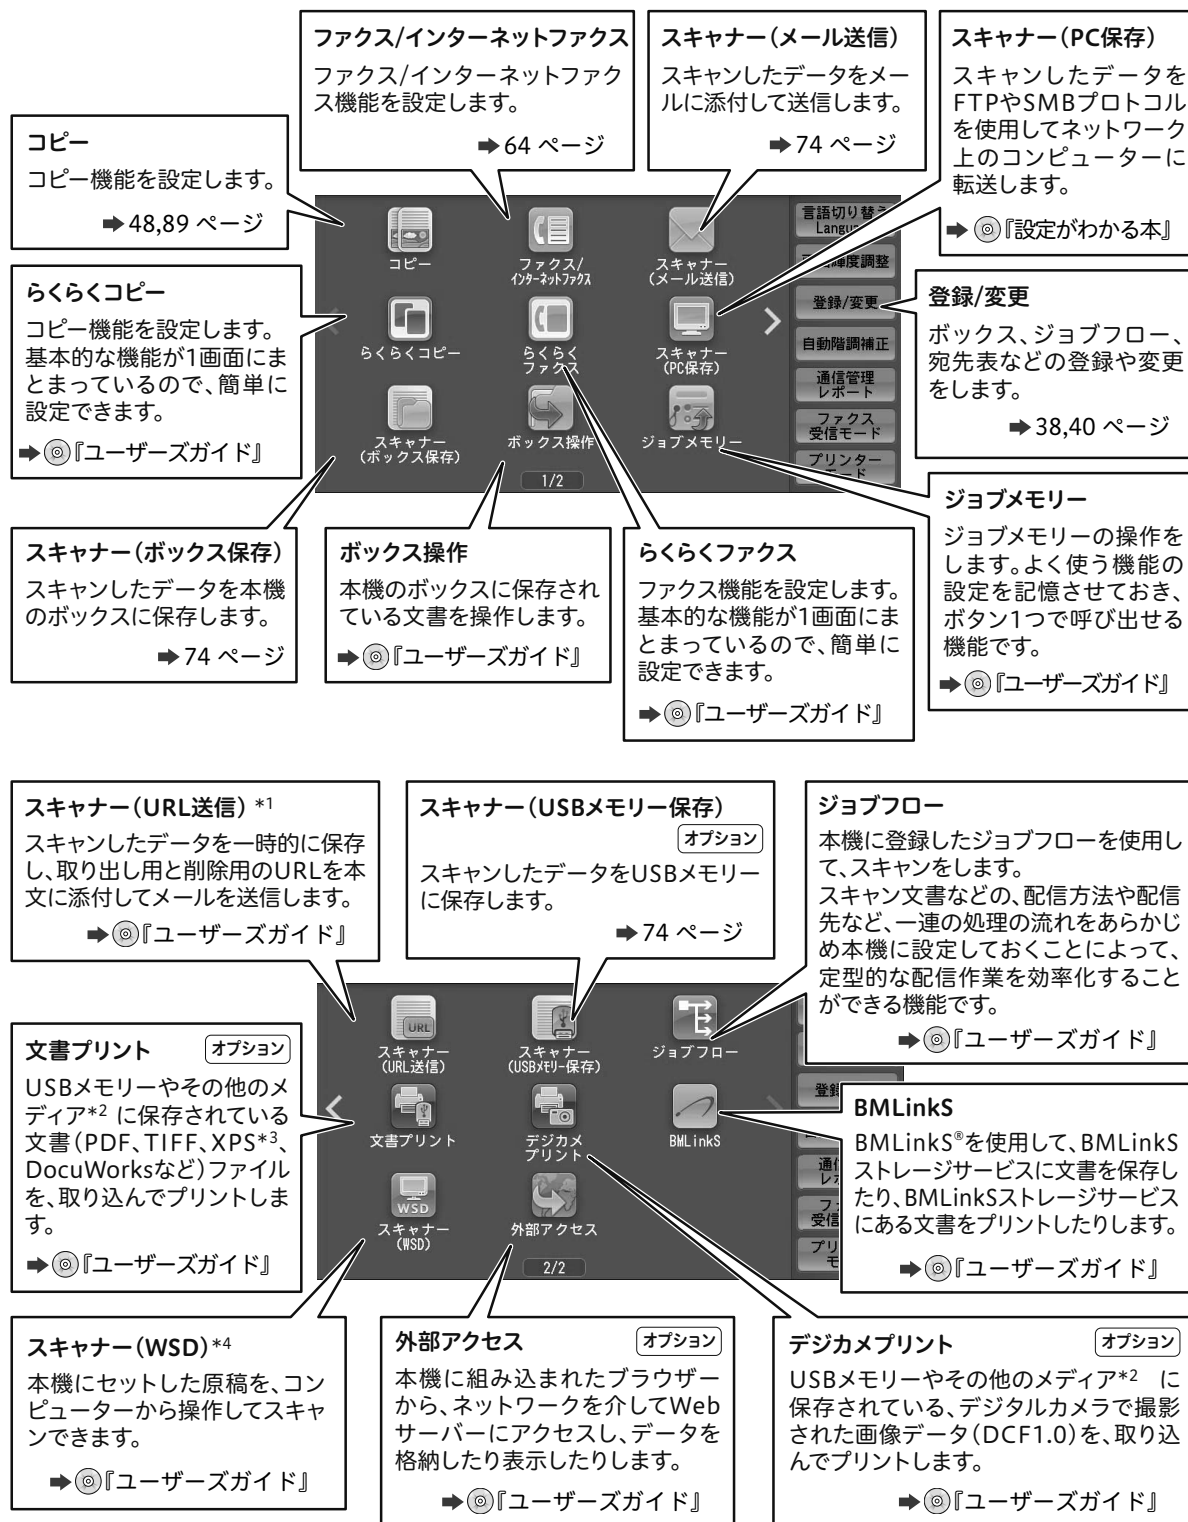 ファクス/インターネットファクス
ファクス/インターネットファク
ス機能を設定します。
➡64 ページ
スキャナー(メール送信)
スキャンしたデータをメー
ルに添付して送信します。
➡74 ページ
スキャナー(PC保存)
スキャンしたデータを
FTPやSMBプロトコル
を使用してネットワーク
上のコンピューターに
転送します。
➡『設定がわかる本』
コピー
コピー機能を設定します。
➡48,89 ページ
らくらくコピー
コピー機能を設定します。
基本的な機能が1画面にま
とまっているので、簡単に
設定できます。
➡『ユーザーズガイド』
コピー
ファクス/
インターネットファクス
スキャナー
(メール送信)
らくらくコピー
らくらく
ファクス
スキャナー
(PC保存)
スキャナー
(ボックス保存)
ボックス操作
ジョブメモリー
1/2
言語切り替え
輝度調整
登録/変更
自動階調補正
通信管理
レポート
ファクス
受信モード
プリンター
モード
登録/変更
ボックス、ジョブフロー、
宛先表などの登録や変更
をします。
➡38,40 ページ
スキャナー(ボックス保存)
スキャンしたデータを本機
のボックスに保存します。
➡74 ページ
ボックス操作
本機のボックスに保存され
ている文書を操作します。
➡『ユーザーズガイド』
らくらくファクス
ファクス機能を設定します。
基本的な機能が1画面にま
とまっているので、簡単に
設定できます。
➡『ユーザーズガイド』
ジョブメモリー
ジョブメモリーの操作を
します。よく使う機能の
設定を記憶させておき、
ボタン1つで呼び出せる
機能です。
➡『ユーザーズガイド』
スキャナー(URL送信) *1
スキャンしたデータを一時的に保存
し、取り出し用と削除用のURLを本
文に添付してメールを送信します。
➡『ユーザーズガイド』
スキャナー(USBメモリー保存)
オプション
スキャンしたデータをUSBメモリー
に保存します。
➡74 ページ
ジョブフロー
本機に登録したジョブフローを使用し
て、スキャンをします。
スキャン文書などの、配信方法や配信
先など、一連の処理の流れをあらかじ
め本機に設定しておくことによって、
定型的な配信作業を効率化すること
ができる機能です。
➡『ユーザーズガイド』
文書プリント オプション
USBメモリーやその他のメ
ディア*2 に保存されている
文書(PDF、TIFF、XPS*3、
DocuWorksなど)ファイル
を、取り込んでプリントしま
す。
➡『ユーザーズガイド』
URL
スキャナー
(URL送信)
スキャナー
(USBメモリー保存)
ジョブフロー
文書プリント
デジカメ
プリント
BMLinkS
WSD
スキャナー
(WSD)
外部アクセス
2/2
BMLinkS
BMLinkS®を使用して、BMLinkS
ストレージサービスに文書を保存し
たり、BMLinkSストレージサービス
にある文書をプリントしたりします。
➡『ユーザーズガイド』
スキャナー(WSD)*4
本機にセットした原稿を、コン
ピューターから操作してスキャ
ンできます。
➡『ユーザーズガイド』
外部アクセス オプション
本機に組み込まれたブラウザー
から、ネットワークを介してWeb
サーバーにアクセスし、データを
格納したり表示したりします。
➡『ユーザーズガイド』
デジカメプリント オプション
USBメモリーやその他のメディア*2 に
保存されている、デジタルカメラで撮影
された画像データ(DCF1.0)を、取り込
んでプリントします。
➡『ユーザーズガイド』